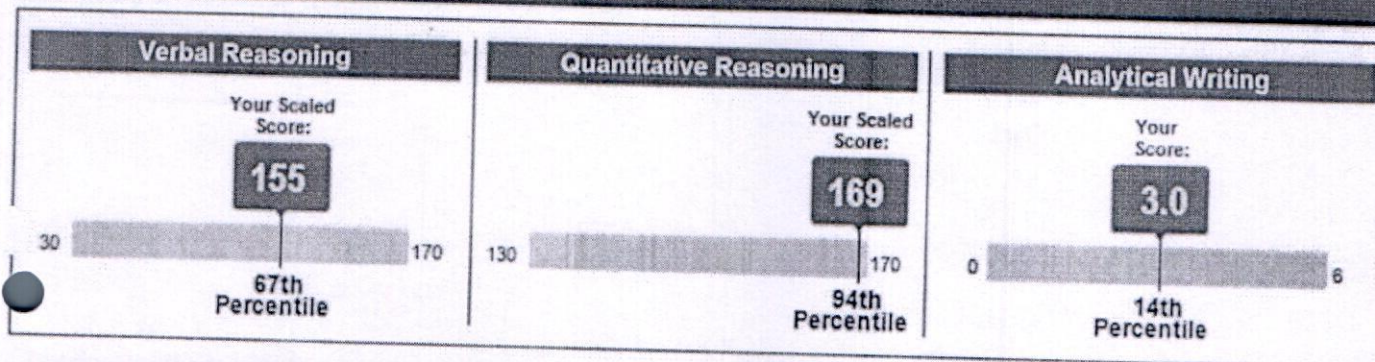 Verbal Reasoning
Your Scaled
Score:
155
30
170
67th
Percentile
Quantitative Reasoning
Your Scaled
Score:
169
130
170
94th
Percentile
Analytical Writing
Your
Score:
3.0
0
6
14th
Percentile